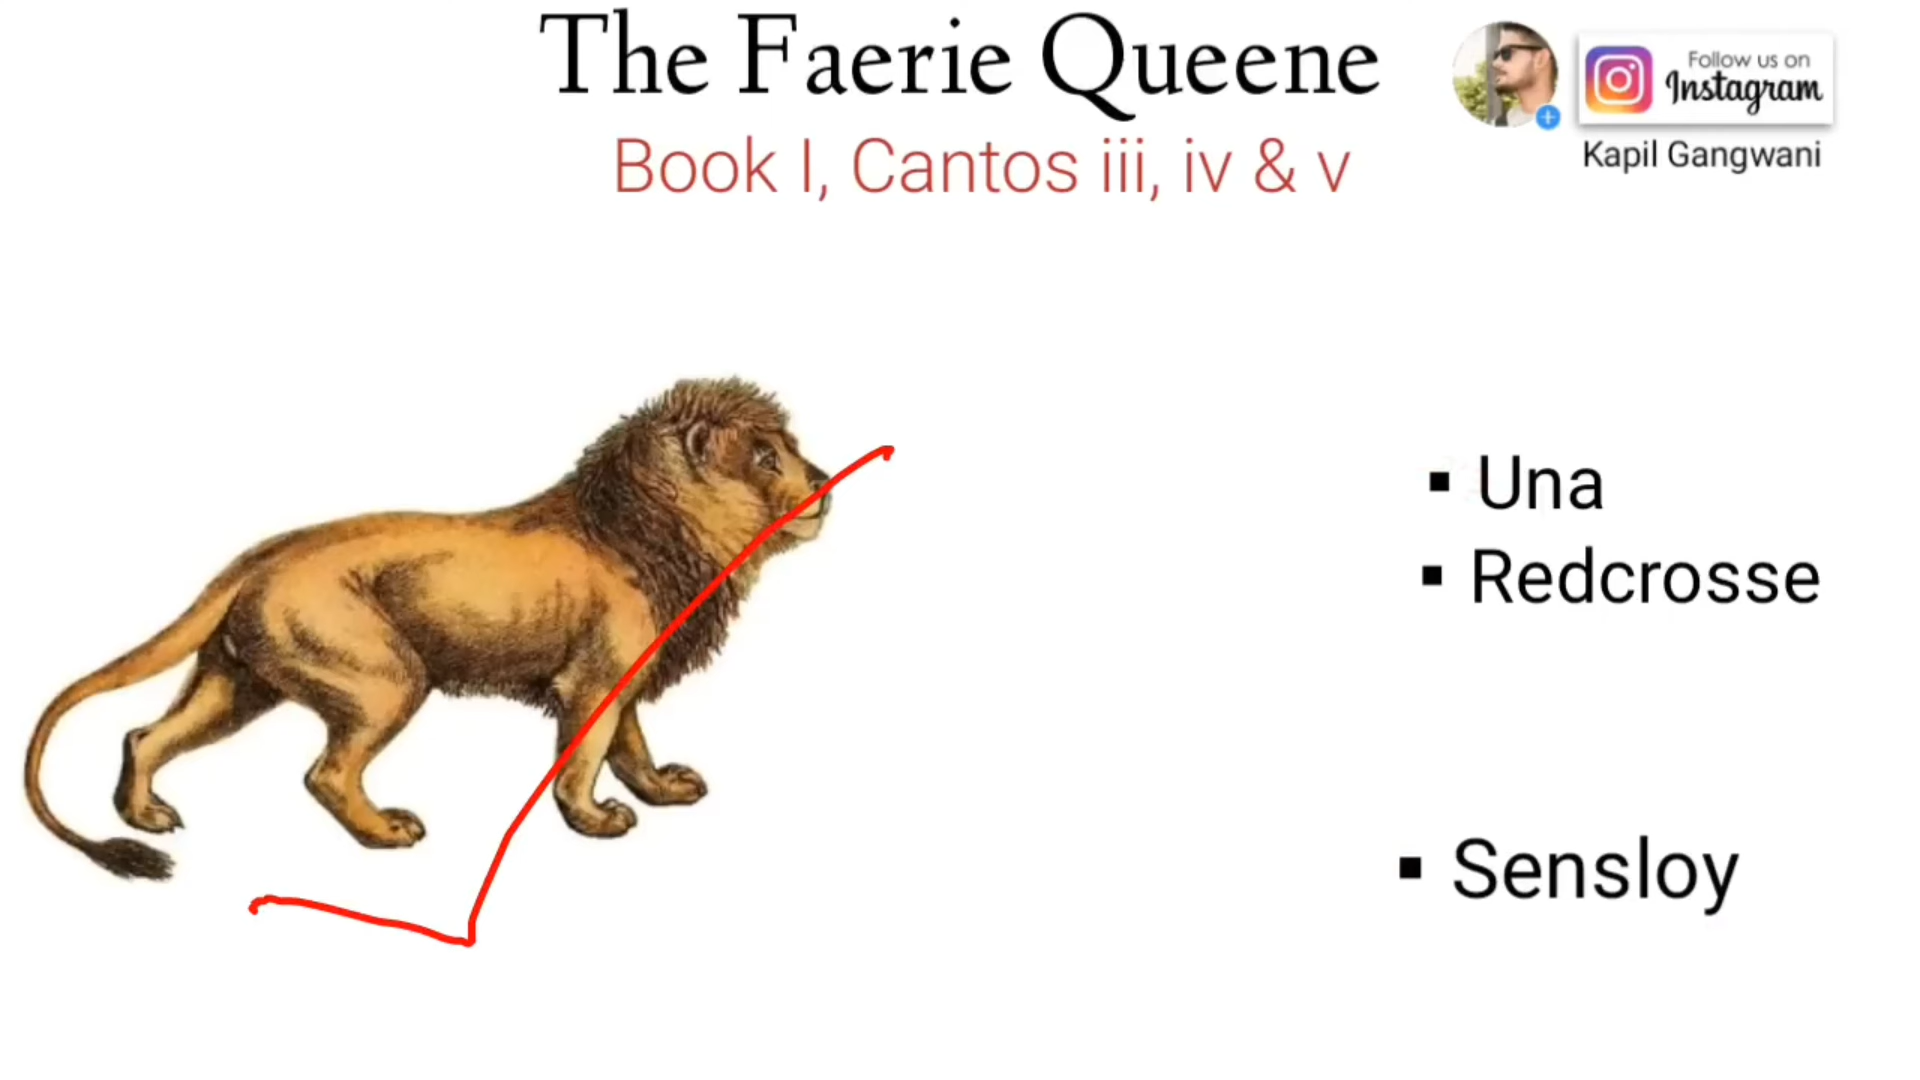 The Faerie Queene
Book I, Cantos iii, iv & v
Follow us on
Instagram
Kapil Gangwani
▪ Una
▪ Redcrosse
▪ Sensloy